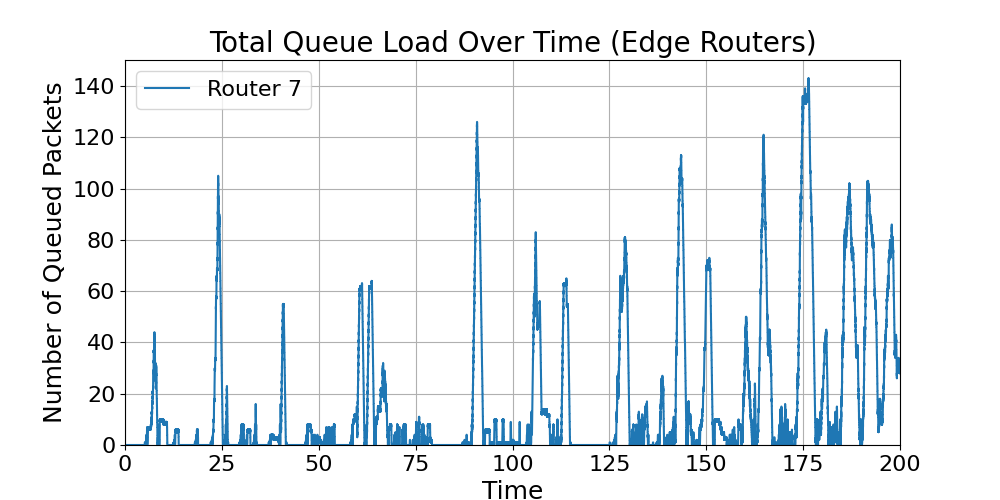 Total Queue Load Over Time (Edge Routers)
Number of Queued Packets
140
120
100
80
60
40
20
0
Router 7
0 25 50 75 100 125 150 175 200
Time